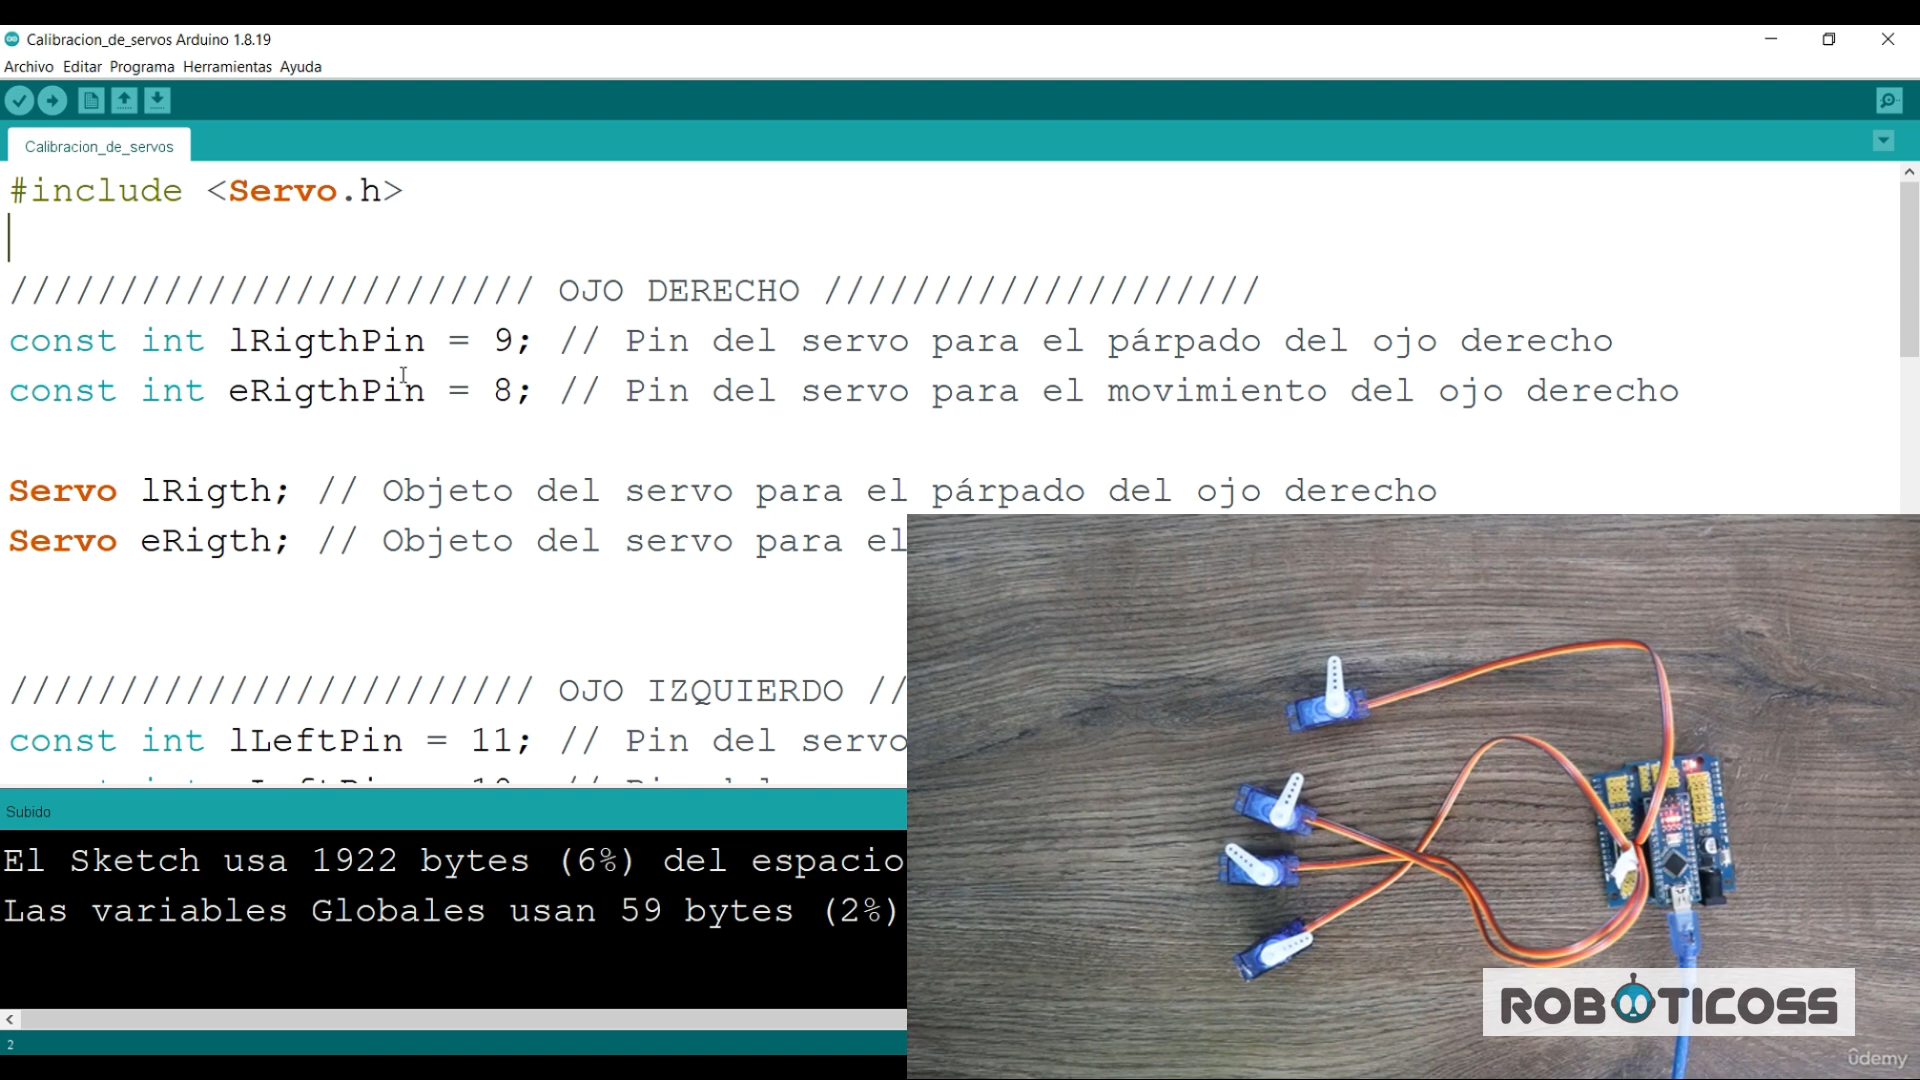 Calibracion_de_servos Arduino 1.8.19
Archivo Editar Programa Herramientas Ayuda
Calibracion_de_servos
#include <Servo.h>
//////////////////////// OJO DERECHO ////////////////////
const int lRigthPin = 9; // Pin del servo para el párpado del ojo derecho
const int eRigthPin = 8; // Pin del servo para el movimiento del ojo derecho
Servo lRigth; // Objeto del servo para el párpado del ojo derecho
Servo eRigth; // Objeto del servo para el
//////////////////////// OJO IZQUIERDO //
const int lLeftPin = 11; // Pin del servo
Subido
El Sketch usa 1922 bytes (6%) del espacio
Las variables Globales usan 59 bytes (2%)
2
ROBOTICOSS
ûdemy